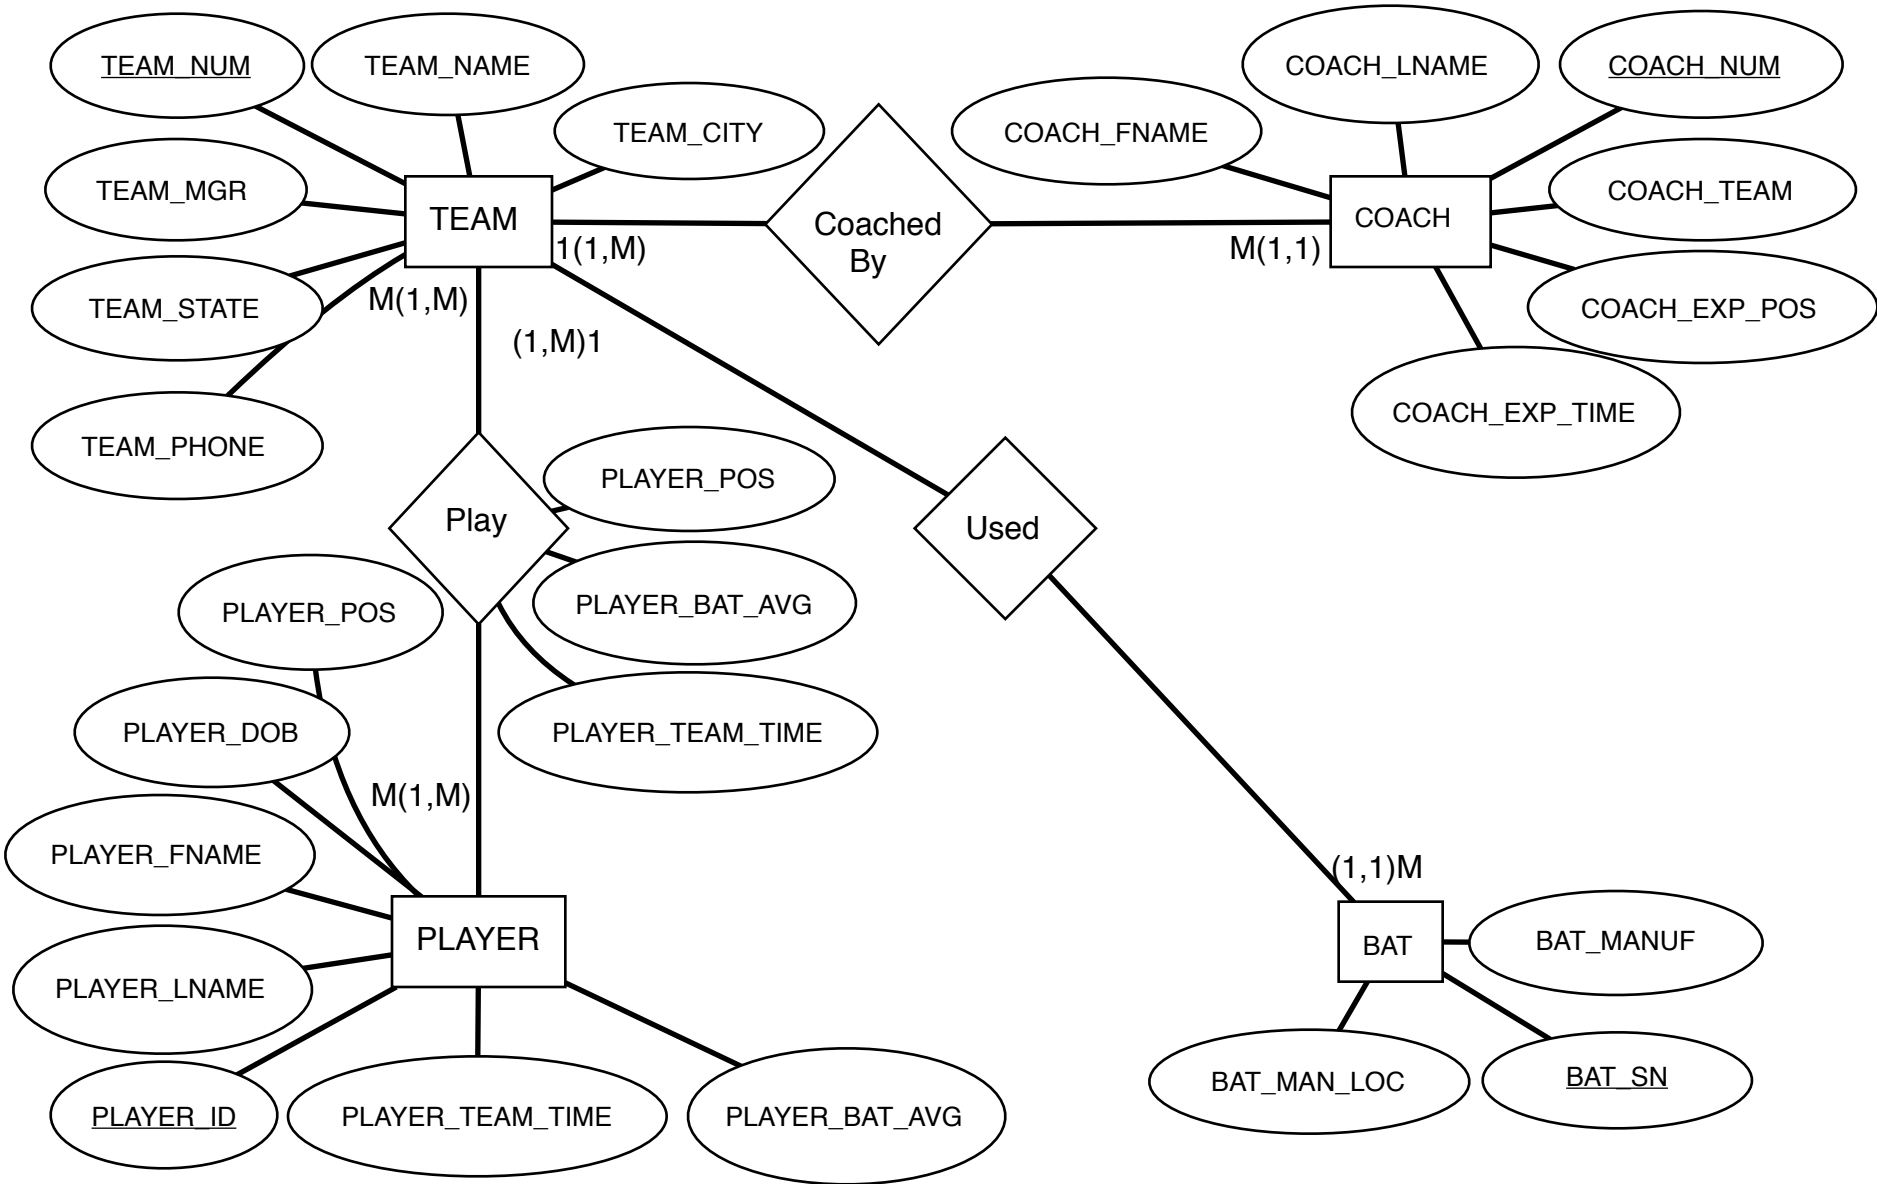 TEAM_NUM
TEAM_NAME
TEAM_CITY
TEAM_MGR
TEAM_STATE
TEAM_PHONE
TEAM
1(1,M)
M(1,M)
(1,M)1
Coached
By
COACH_FNAME
COACH_LNAME
COACH_NUM
COACH_TEAM
COACH_EXP_POS
COACH_EXP_TIME
COACH
M(1,1)
Play
PLAYER_POS
PLAYER_BAT_AVG
PLAYER_TEAM_TIME
Used
PLAYER_POS
PLAYER_DOB
M(1,M)
PLAYER_FNAME
PLAYER_LNAME
PLAYER
PLAYER_ID
PLAYER_TEAM_TIME
PLAYER_BAT_AVG
(1,1)M
BAT
BAT_MANUF
BAT_MAN_LOC
BAT_SN